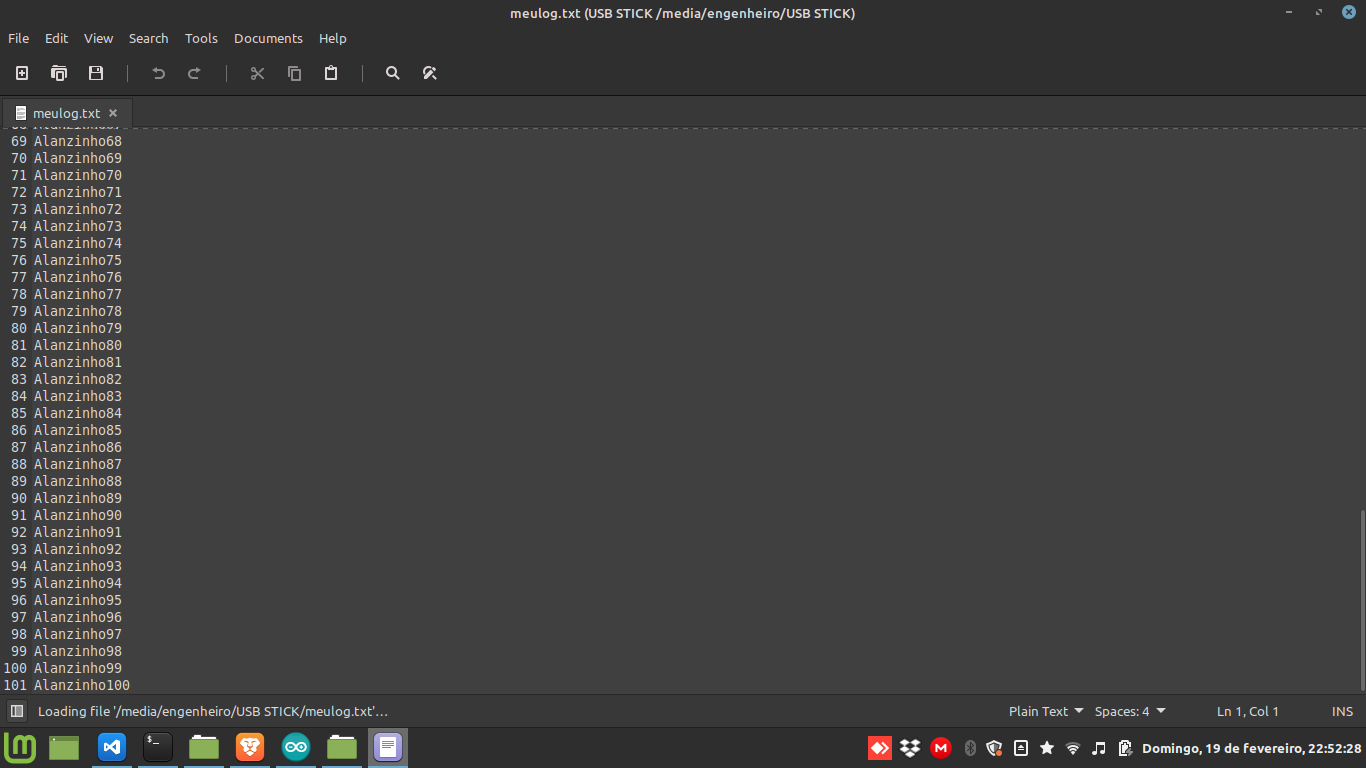 meulog.txt (USB STICK /media/engenheiro/USB STICK)
File Edit View Search Tools Documents Help
meulog.txt
69 Alanzinho68
70 Alanzinho69
71 Alanzinho70
72 Alanzinho71
73 Alanzinho72
74 Alanzinho73
75 Alanzinho74
76 Alanzinho75
77 Alanzinho76
78 Alanzinho77
79 Alanzinho78
80 Alanzinho79
81 Alanzinho80
82 Alanzinho81
83 Alanzinho82
84 Alanzinho83
85 Alanzinho84
86 Alanzinho85
87 Alanzinho86
88 Alanzinho87
89 Alanzinho88
90 Alanzinho89
91 Alanzinho90
92 Alanzinho91
93 Alanzinho92
94 Alanzinho93
95 Alanzinho94
96 Alanzinho95
97 Alanzinho96
98 Alanzinho97
99 Alanzinho98
100 Alanzinho99
101 Alanzinho100
Loading file '/media/engenheiro/USB STICK/meulog.txt'… Plain Text Spaces: 4 Ln 1, Col 1 INS
Domingo, 19 de fevereiro, 22:52:28